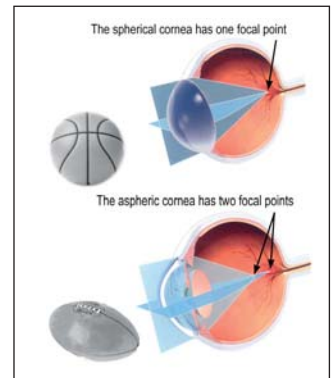 The spherical cornea has one focal point
The aspheric cornea has two focal points